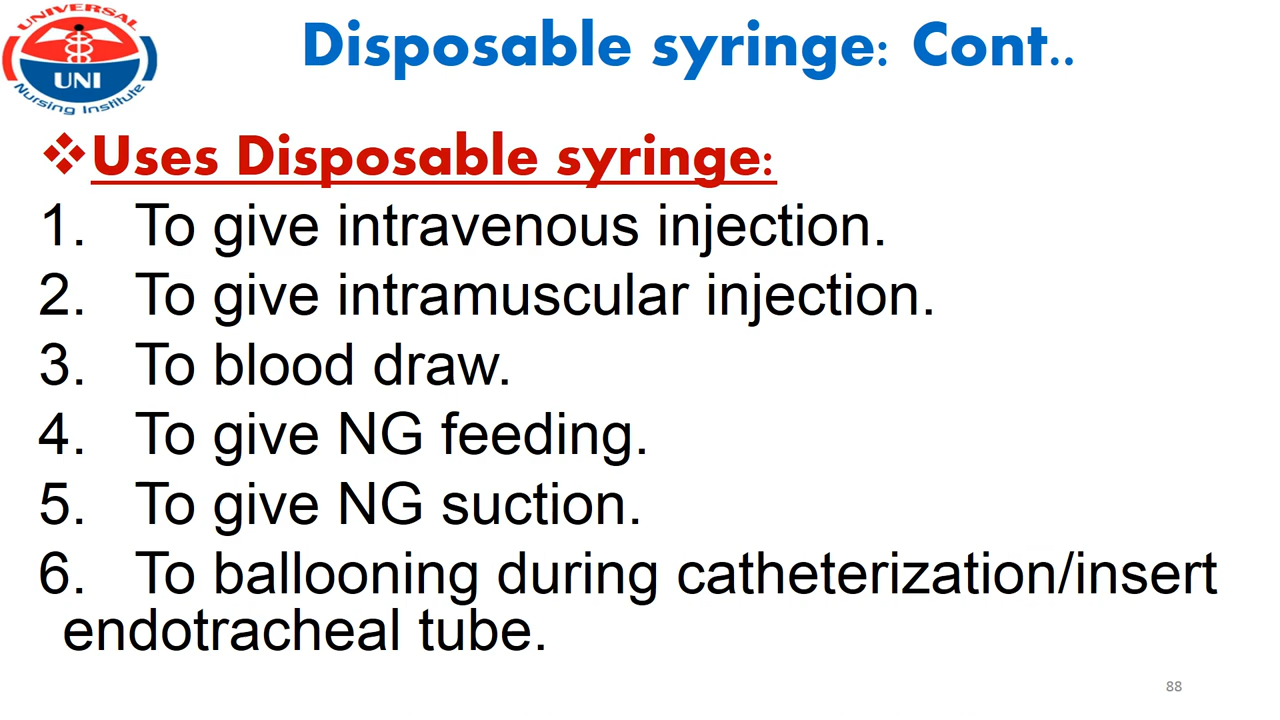 UNIVERSAL
UNI
Nursing Institute
Disposable syringe: Cont..
❖Uses Disposable syringe:
1. To give intravenous injection.
2. To give intramuscular injection.
3. To blood draw.
4. To give NG feeding.
5. To give NG suction.
6. To ballooning during catheterization/insert
endotracheal tube.
88